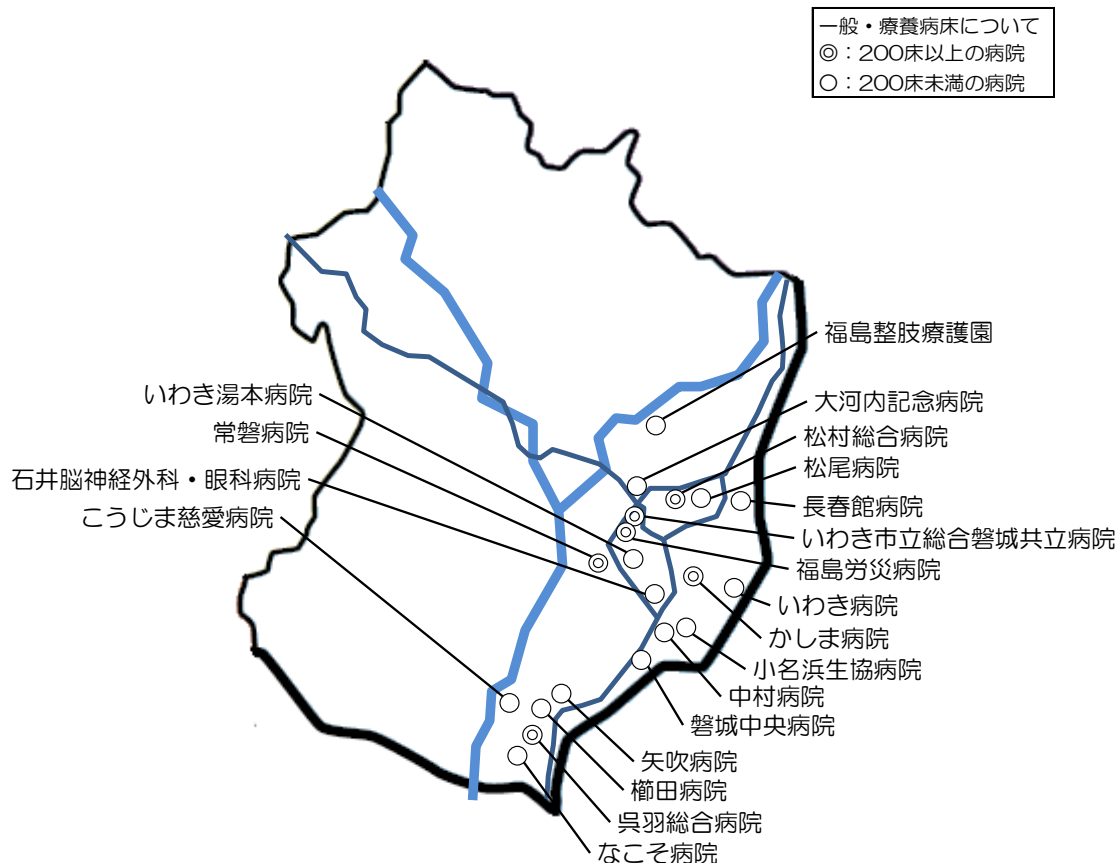 一般・療養病床について
◎：200床以上の病院
○：200床未満の病院
福島整肢療護園
いわき湯本病院
大河内記念病院
常磐病院
松村総合病院
松尾病院
石井脳神経外科・眼科病院
長春館病院
こうじま慈愛病院
いわき市立総合磐城共立病院
福島労災病院
いわき病院
かしま病院
小名浜生協病院
中村病院
磐城中央病院
矢吹病院
櫛田病院
呉羽総合病院
なこそ病院